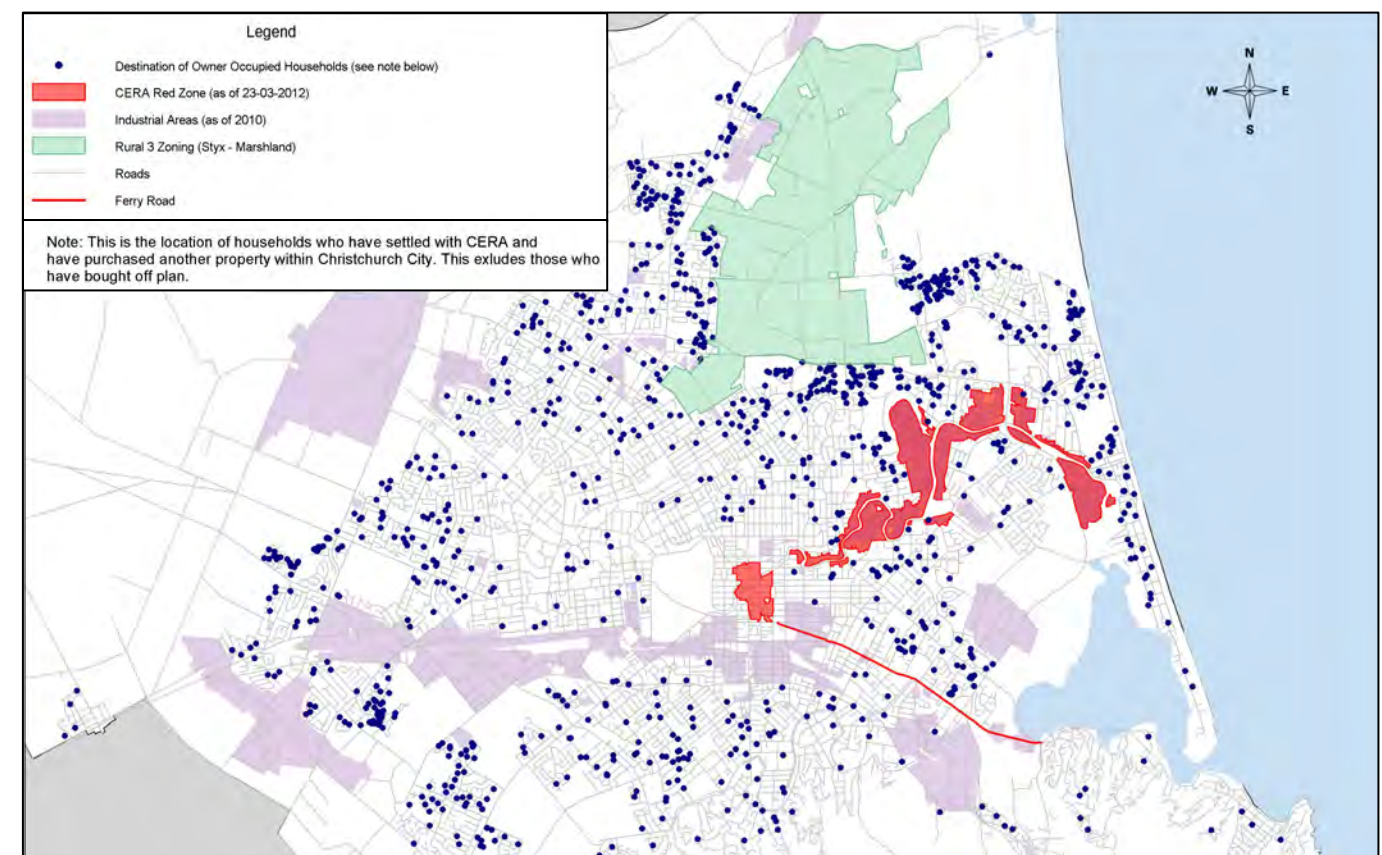 Legend
Destination of Owner Occupied Households (see note below)
CERA Red Zone (as of 23-03-2012)
Industrial Areas (as of 2010)
Rural 3 Zoning (Styx - Marshland)
Roads
Ferry Road
Note: This is the location of households who have settled with CERA and
have purchased another property within Christchurch City. This exludes those who
have bought off plan.
N
W E
S